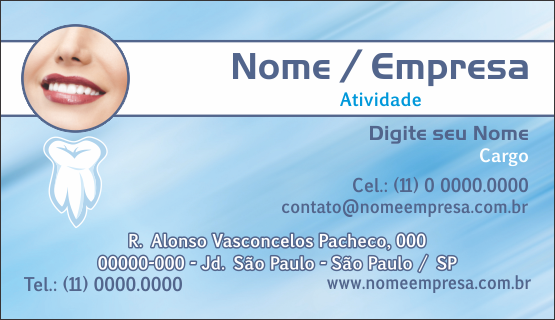 Nome / Empresa
Atividade
Digite seu Nome
Cargo
Cel.: (11) 0 0000.0000
contato@nomeempresa.com.br
R. Alonso Vasconcelos Pacheco, 000
00000-000 - Jd. São Paulo - São Paulo / SP
Tel.: (11) 0000.0000
www.nomeempresa.com.br